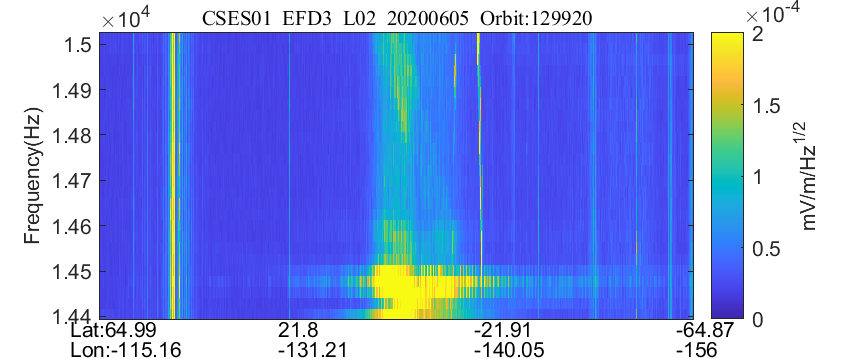 ×10⁴ CSES01 EFD3 L02 20200605 Orbit:129920 ×10⁻⁴
1.5
1.49
1.48
1.47
1.46
1.45
1.44
Frequency(Hz)
Lat:64.99 21.8 -21.91 -64.87
Lon:-115.16 -131.21 -140.05 -156
2
1.5
1
0.5
0
mV/m/Hz^1/2